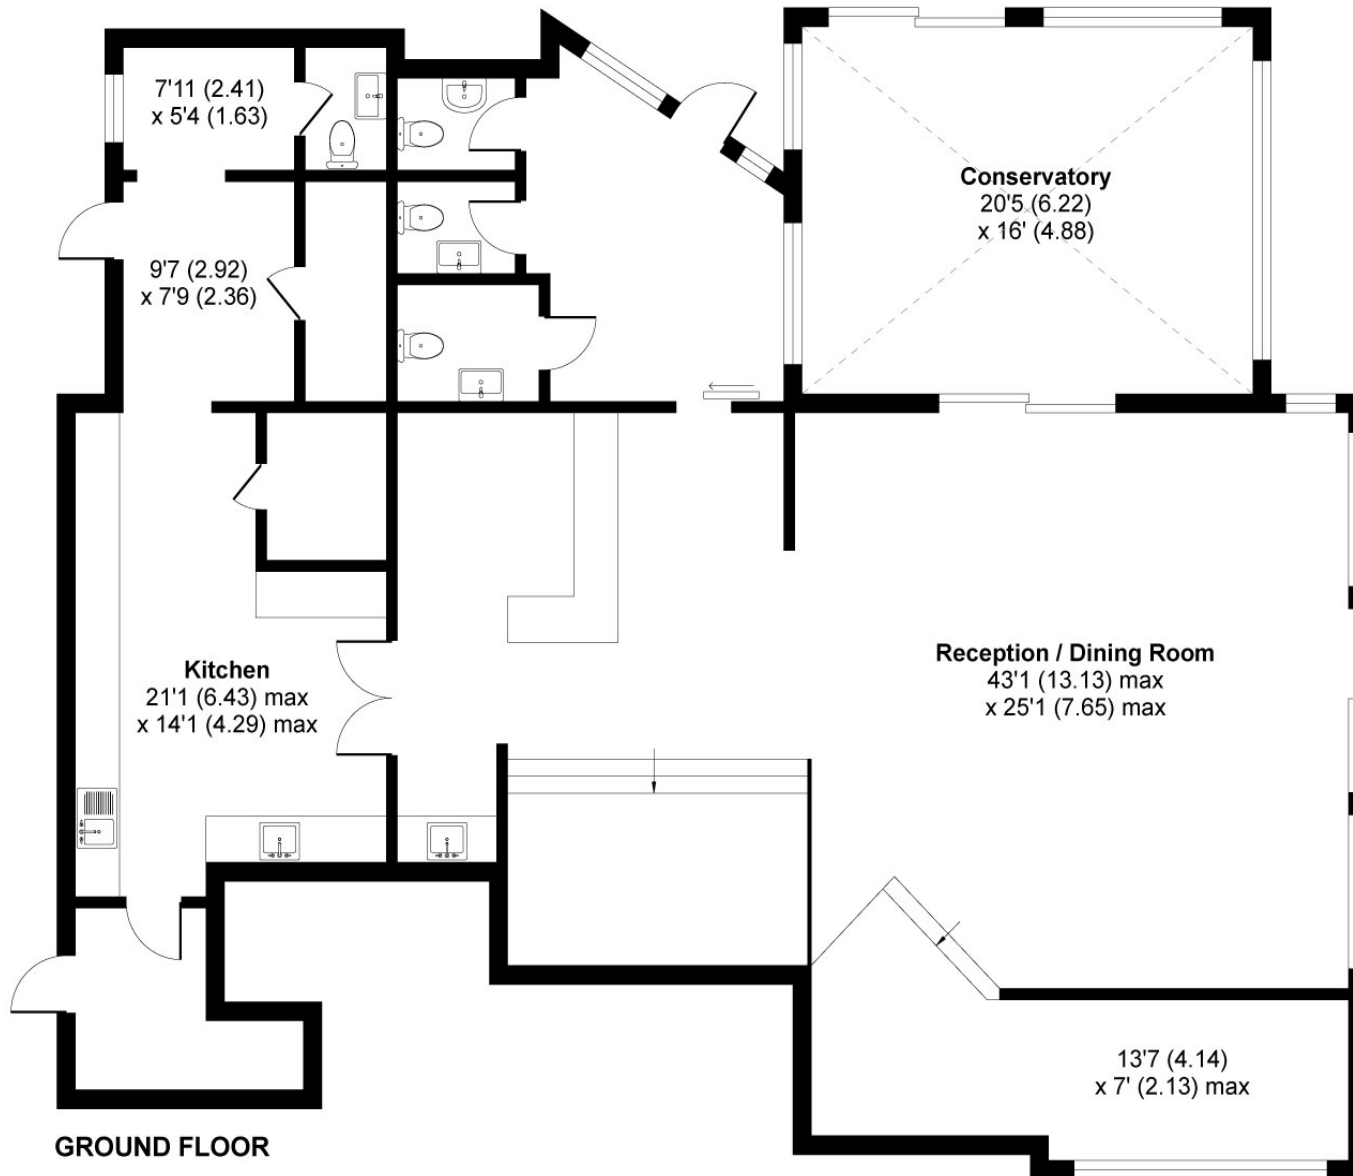 7'11 (2.41)
x 5'4 (1.63)
Conservatory
20'5 (6.22)
x 16' (4.88)
9'7 (2.92)
x 7'9 (2.36)
Kitchen
21'1 (6.43) max
x 14'1 (4.29) max
Reception / Dining Room
43'1 (13.13) max
x 25'1 (7.65) max
13'7 (4.14)
x 7' (2.13) max
GROUND FLOOR